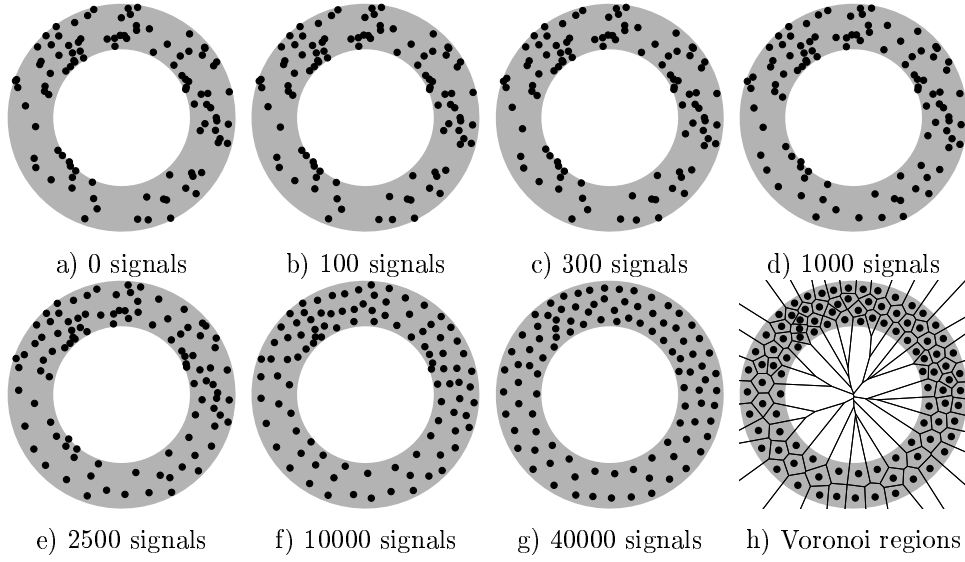 a) 0 signals
b) 100 signals
c) 300 signals
d) 1000 signals
e) 2500 signals
f) 10000 signals
g) 40000 signals
h) Voronoi regions